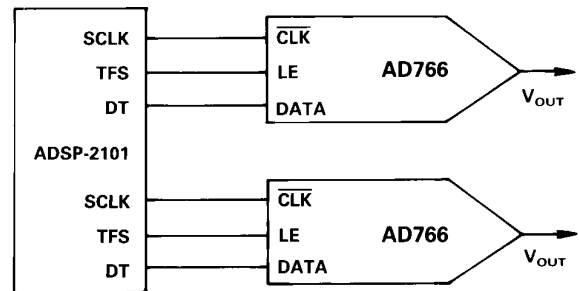 SCLK
CLK
TFS
LE
AD766
DT
DATA
VOUT
ADSP-2101
SCLK
CLK
TFS
LE
AD766
DT
DATA
VOUT